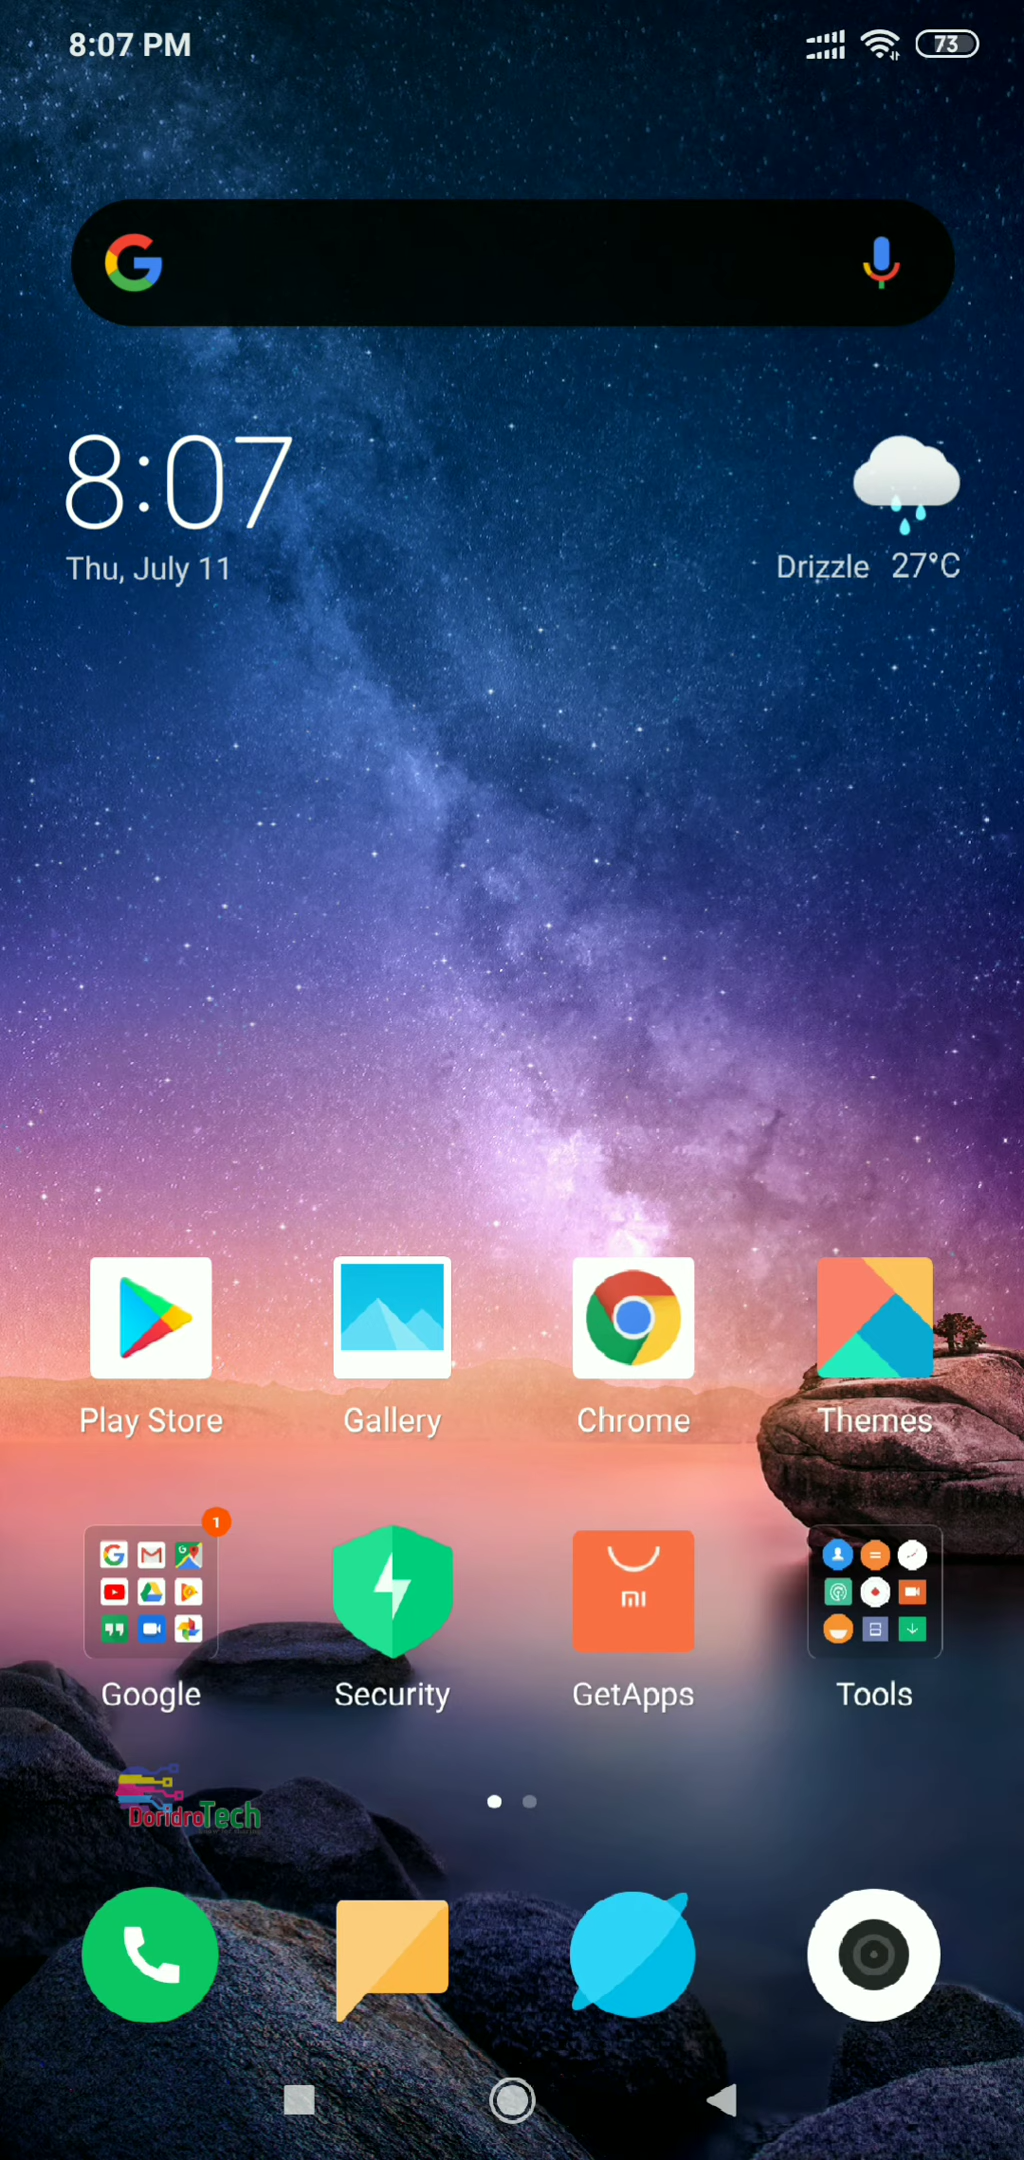 8:07 PM
73
8:07
Thu, July 11
Drizzle 27°C
Play Store
Gallery
Chrome
Themes
1
mi
Google
Security
GetApps
Tools
DoridroTech